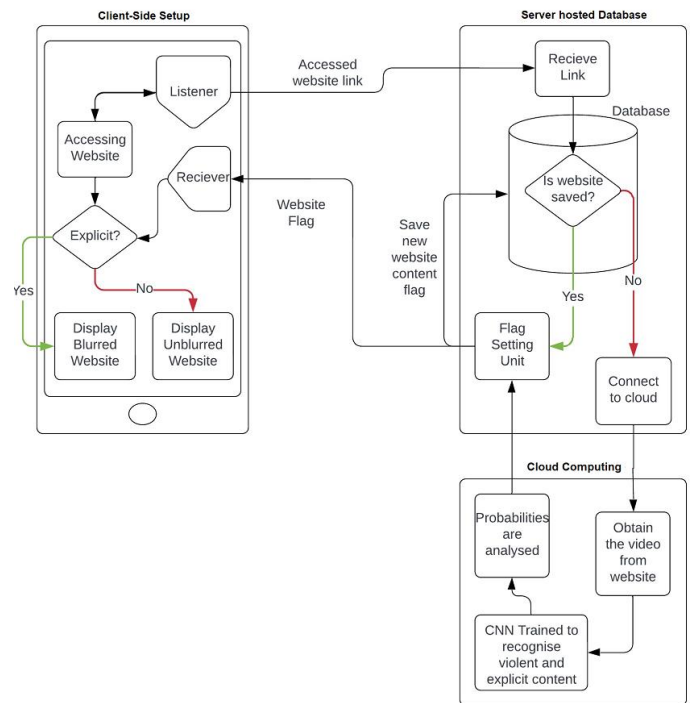 Client-Side Setup
Server hosted Database
Listener
Accessed
website link
Recieve
Link
Database
Accessing
Website
Reciever
Is website
saved?
Website
Flag
Explicit?
Save
new
website
content
flag
Yes
No
Yes
No
Display
Blurred
Website
Display
Unblurred
Website
Flag
Setting
Unit
Connect
to cloud
Cloud Computing
Probabilities
are
analysed
Obtain
the video
from
website
CNN Trained to
recognise
violent and
explicit content